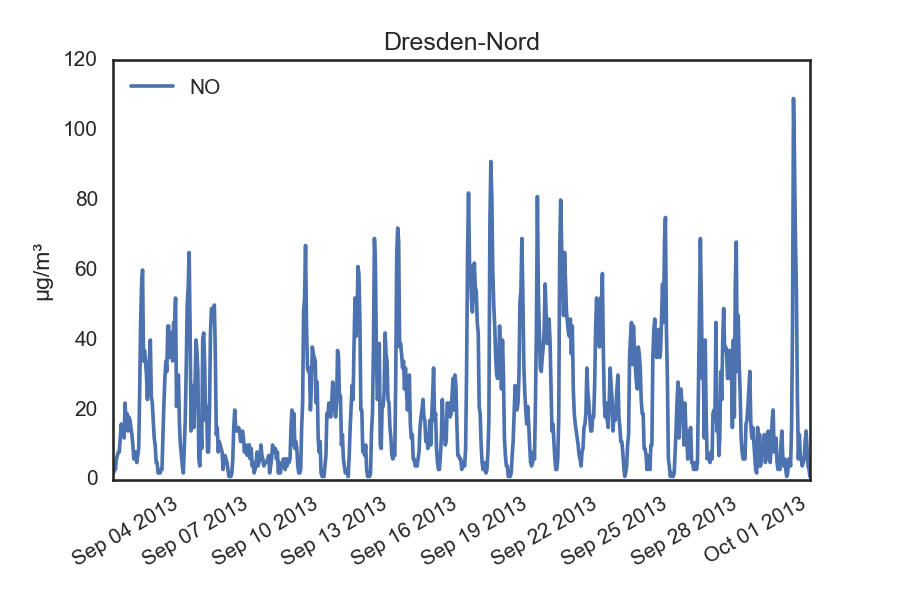 Dresden-Nord
120
100
80
60
40
20
0
µg/m³
NO
Sep 04 2013
Sep 07 2013
Sep 10 2013
Sep 13 2013
Sep 16 2013
Sep 19 2013
Sep 22 2013
Sep 25 2013
Sep 28 2013
Oct 01 2013